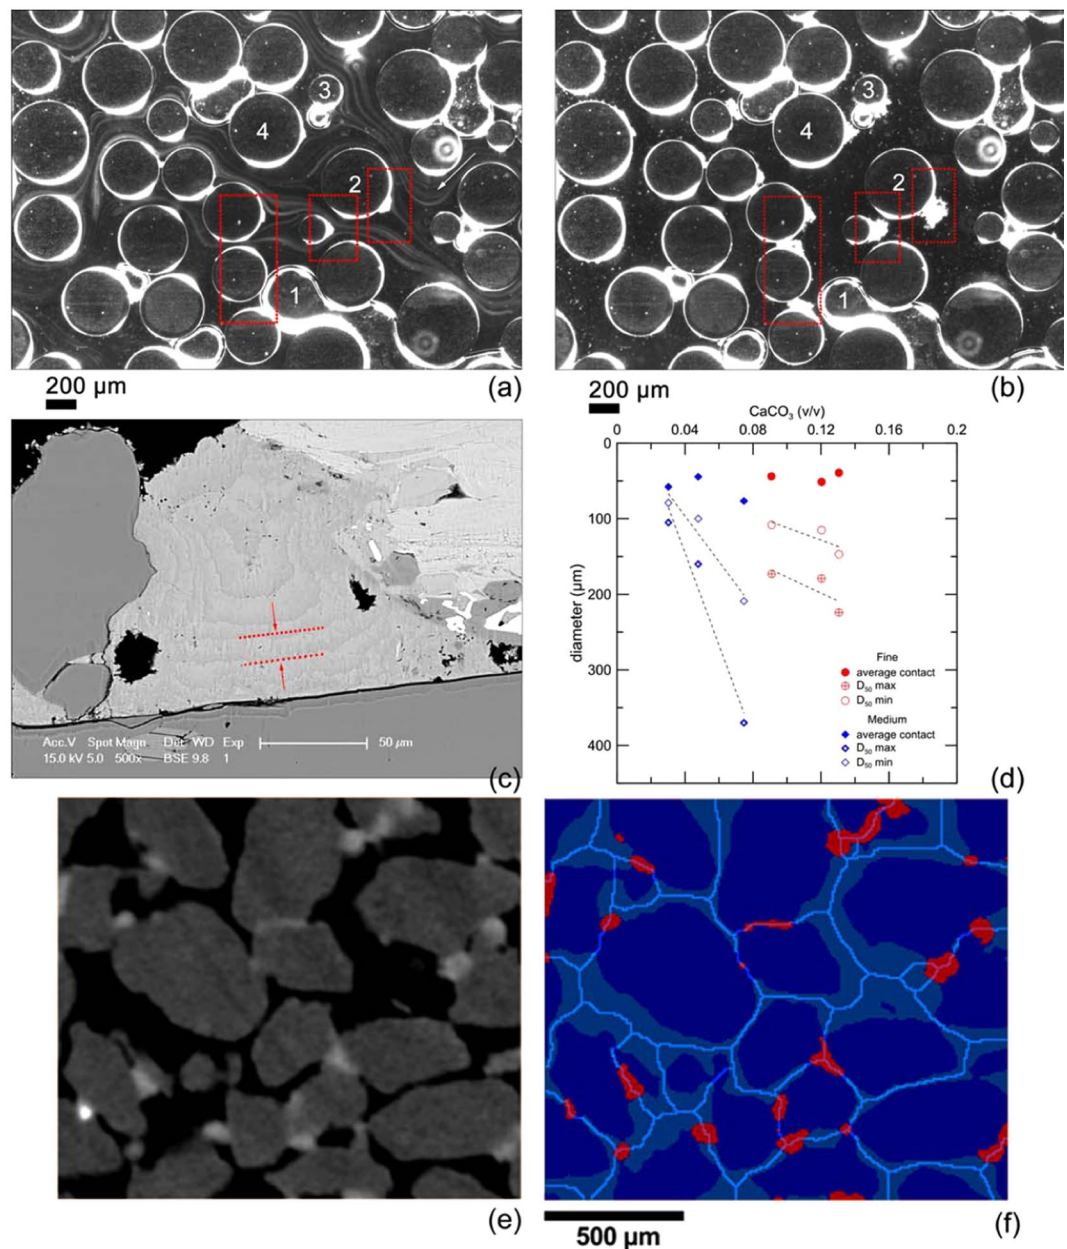 3
4
2
1
200 µm
(a)
3
4
2
1
200 µm
(b)
Acc.V Spot Magn Det WD Exp
15.0 kV 5.0 500x BSE 9.8 1
50 µm
(c)
CaCO₃ (v/v)
0 0.04 0.08 0.12 0.16 0.2
0
100
200
300
400
diameter (µm)
Fine
average contact
D₅₀ max
D₅₀ min
Medium
average contact
D₅₀ max
D₅₀ min
(d)
(e)
500 µm
(f)